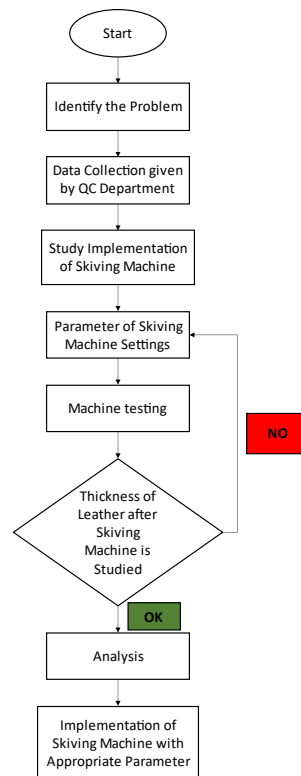 Start
Identify the Problem
Data Collection given
by QC Department
Study Implementation
of Skiving Machine
Parameter of Skiving
Machine Settings
Machine testing
NO
Thickness of
Leather after
Skiving
Machine is
Studied
OK
Analysis
Implementation of
Skiving Machine with
Appropriate Parameter